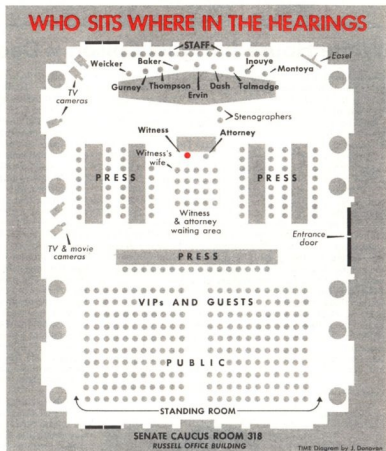 WHO SITS WHERE IN THE HEARINGS
STAFF
Weicker
Baker
Inouye
Montoya
Easel
Gurney
Thompson
Ervin
Dash
Talmadge
TV
cameras
Stenographers
Witness
Attorney
Witness's
wife
PRESS
PRESS
Witness
& attorney
waiting area
TV & movie
cameras
Entrance
door
PRESS
VIPs AND GUESTS
PUBLIC
STANDING ROOM
SENATE CAUCUS ROOM 318
RUSSELL OFFICE BUILDING
TIME Diagram by J. Donovan